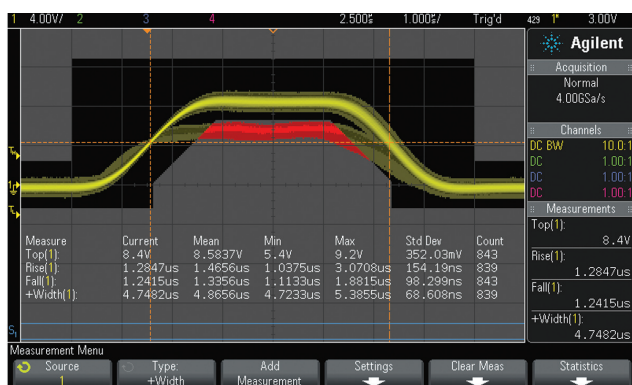 1 4.00V/ 2 3 4 2.500s 1.000s/ Trig'd 429 1 3.00V
Agilent
Acquisition
Normal
4.00GSa/s
Channels
DC BW 10.0:1
DC 1.00:1
DC 1.00:1
DC 1.00:1
Measurements
Top(1):
8.4V
Rise(1):
1.2847us
Fall(1):
1.2415us
+Width(1):
4.7482us
Measure Current Mean Min Max Std Dev Count
Top(1): 8.4V 8.5837V 5.4V 9.2V 352.03mV 843
Rise(1): 1.2847us 1.4656us 1.0375us 3.0708us 154.19ns 839
Fall(1): 1.2415us 1.3356us 1.1133us 1.8815us 98.299ns 843
+Width(1): 4.7482us 4.8656us 4.7233us 5.3855us 68.608ns 839
Measurement Menu
Source
1
Type:
+Width
Add
Measurement
Settings
Clear Meas
Statistics